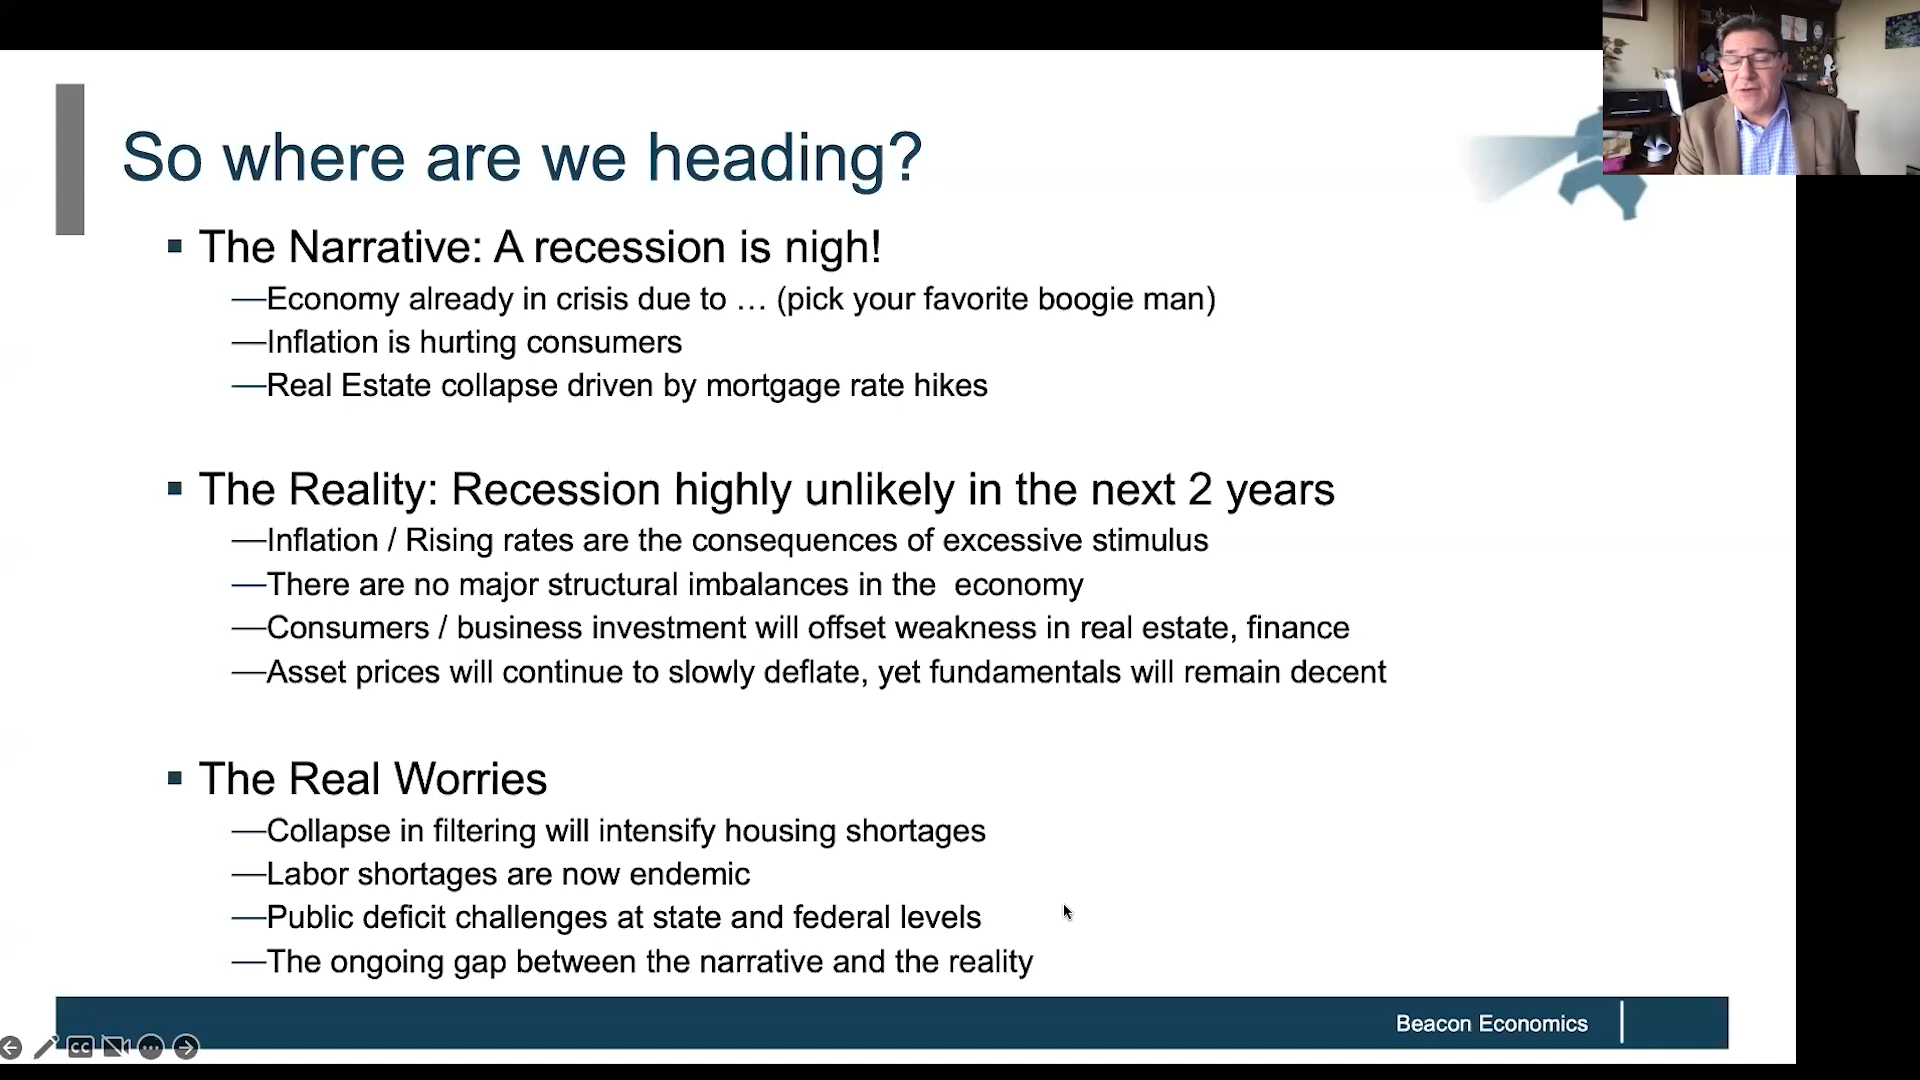 So where are we heading?
▪ The Narrative: A recession is nigh!
—Economy already in crisis due to … (pick your favorite boogie man)
—Inflation is hurting consumers
—Real Estate collapse driven by mortgage rate hikes
▪ The Reality: Recession highly unlikely in the next 2 years
—Inflation / Rising rates are the consequences of excessive stimulus
—There are no major structural imbalances in the  economy
—Consumers / business investment will offset weakness in real estate, finance
—Asset prices will continue to slowly deflate, yet fundamentals will remain decent
▪ The Real Worries
—Collapse in filtering will intensify housing shortages
—Labor shortages are now endemic
—Public deficit challenges at state and federal levels
—The ongoing gap between the narrative and the reality
Beacon Economics
CC